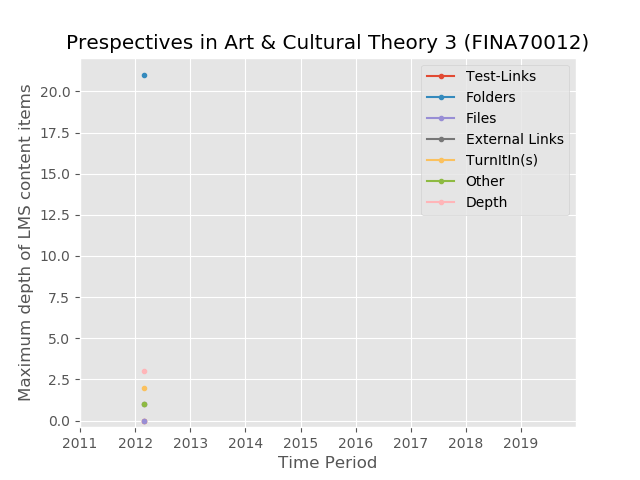 Prespectives in Art & Cultural Theory 3 (FINA70012)
Maximum depth of LMS content items
20.0
17.5
15.0
12.5
10.0
7.5
5.0
2.5
0.0
Test-Links
Folders
Files
External Links
TurnItIn(s)
Other
Depth
2011 2012 2013 2014 2015 2016 2017 2018 2019
Time Period